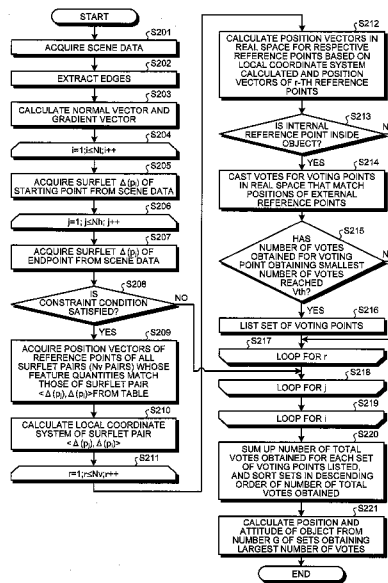 START
S201
ACQUIRE SCENE DATA
S202
EXTRACT EDGES
S203
CALCULATE NORMAL VECTOR AND
GRADIENT VECTOR
S204
i=1;i≤Nt;i++
S205
ACQUIRE SURFLET Δ(pi) OF
STARTING POINT FROM SCENE DATA
S206
j=1; j≤Nh; j++
S207
ACQUIRE SURFLET Δ(pj) OF
ENDPOINT FROM SCENE DATA
S208
IS
CONSTRAINT CONDITION
SATISFIED?
NO
YES
S209
ACQUIRE POSITION VECTORS OF
REFERENCE POINTS OF ALL
SURFLET PAIRS (Nv PAIRS) WHOSE
FEATURE QUANTITIES MATCH
THOSE OF SURFLET PAIR
<Δ(pi), Δ(pj)>FROM TABLE
S210
CALCULATE LOCAL COORDINATE
SYSTEM OF SURFLET PAIR
<Δ(pi), Δ(pj)>
S211
r=1;r≤Nv;r++
S212
CALCULATE POSITION VECTORS IN
REAL SPACE FOR RESPECTIVE
REFERENCE POINTS BASED ON
LOCAL COORDINATE SYSTEM
CALCULATED AND POSITION
VECTORS OF r-TH REFERENCE
POINTS
S213
IS INTERNAL
REFERENCE POINT INSIDE
OBJECT?
YES
S214
CAST VOTES FOR VOTING POINTS
IN REAL SPACE THAT MATCH
POSITIONS OF EXTERNAL
REFERENCE POINTS
S215
HAS
NUMBER OF VOTES
OBTAINED FOR VOTING
POINT OBTAINING SMALLEST
NUMBER OF VOTES
REACHED
Vth?
YES
S216
LIST SET OF VOTING POINTS
S217
LOOP FOR r
S218
LOOP FOR j
S219
LOOP FOR i
S220
SUM UP NUMBER OF TOTAL
VOTES OBTAINED FOR EACH SET
OF VOTING POINTS LISTED,
AND SORT SETS IN DESCENDING
ORDER OF NUMBER OF TOTAL
VOTES OBTAINED
S221
CALCULATE POSITION AND
ATTITUDE OF OBJECT FROM
NUMBER G OF SETS OBTAINING
LARGEST NUMBER OF VOTES
END